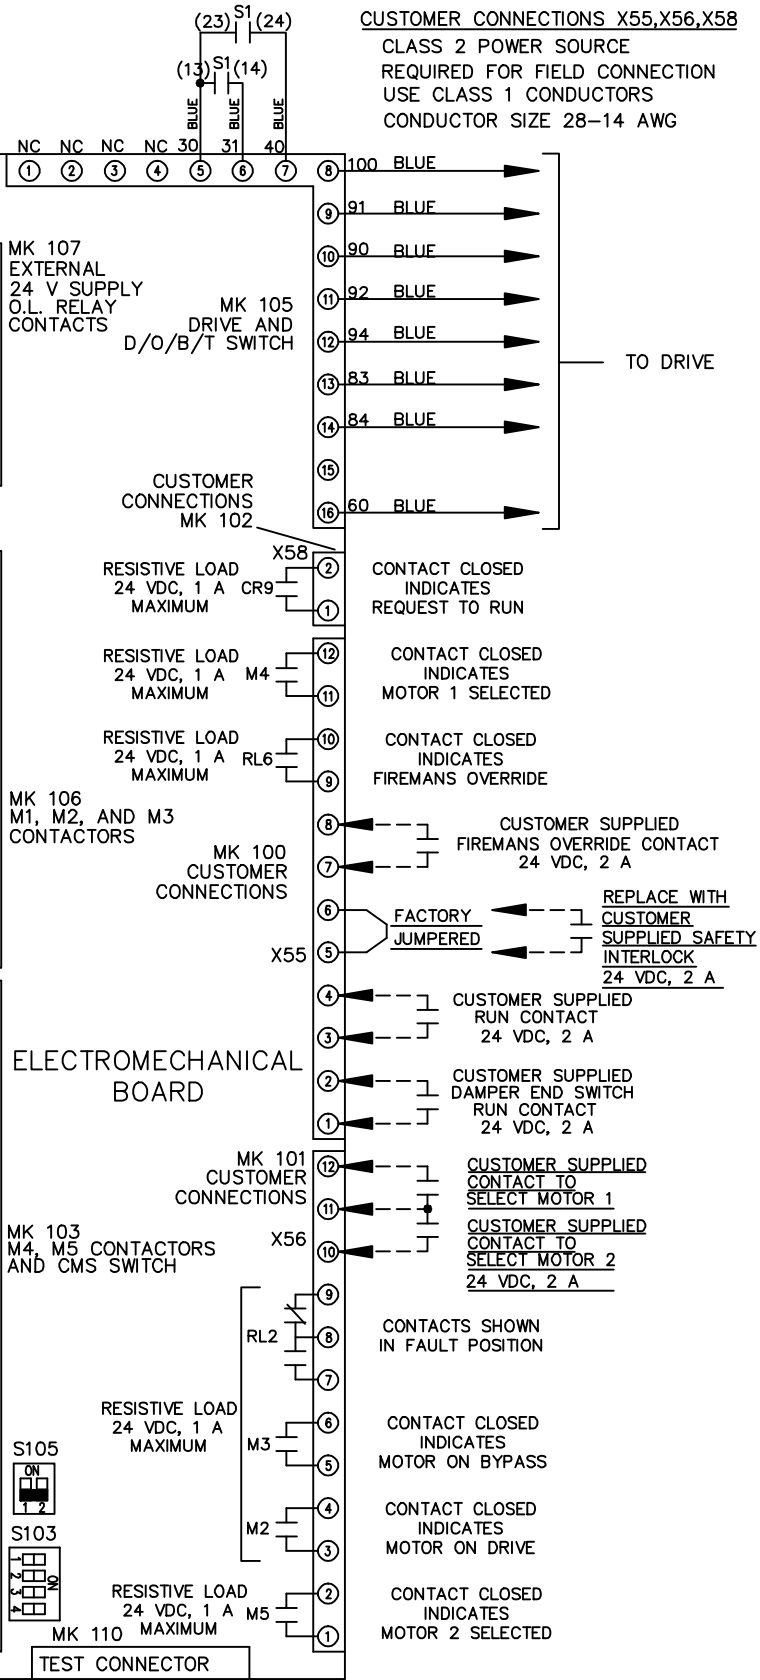 CUSTOMER CONNECTIONS X55,X56,X58
CLASS 2 POWER SOURCE
REQUIRED FOR FIELD CONNECTION
USE CLASS 1 CONDUCTORS
CONDUCTOR SIZE 28-14 AWG
(23) S1 (24)
(13) S1 (14)
BLUE BLUE BLUE
NC NC NC NC 30 31 40
1 2 3 4 5 6 7 8 100 BLUE
9 91 BLUE
10 90 BLUE
11 92 BLUE
12 94 BLUE
13 83 BLUE
14 84 BLUE
15
16 60 BLUE
TO DRIVE
MK 107
EXTERNAL
24 V SUPPLY
O.L. RELAY
CONTACTS
MK 105
DRIVE AND
D/O/B/T SWITCH
CUSTOMER
CONNECTIONS
MK 102
X58
RESISTIVE LOAD
24 VDC, 1 A
MAXIMUM
CR9
2
1
CONTACT CLOSED
INDICATES
REQUEST TO RUN
RESISTIVE LOAD
24 VDC, 1 A
MAXIMUM
M4
12
11
CONTACT CLOSED
INDICATES
MOTOR 1 SELECTED
RESISTIVE LOAD
24 VDC, 1 A
MAXIMUM
RL6
10
9
CONTACT CLOSED
INDICATES
FIREMANS OVERRIDE
MK 106
M1, M2, AND M3
CONTACTORS
MK 100
CUSTOMER
CONNECTIONS
8
7
CUSTOMER SUPPLIED
FIREMANS OVERRIDE CONTACT
24 VDC, 2 A
X55
6
5
FACTORY
JUMPERED
REPLACE WITH
CUSTOMER
SUPPLIED SAFETY
INTERLOCK
24 VDC, 2 A
4
3
CUSTOMER SUPPLIED
RUN CONTACT
24 VDC, 2 A
ELECTROMECHANICAL
BOARD
2
1
CUSTOMER SUPPLIED
DAMPER END SWITCH
RUN CONTACT
24 VDC, 2 A
MK 101
CUSTOMER
CONNECTIONS
X56
12
11
10
CUSTOMER SUPPLIED
CONTACT TO
SELECT MOTOR 1
CUSTOMER SUPPLIED
CONTACT TO
SELECT MOTOR 2
24 VDC, 2 A
MK 103
M4, M5 CONTACTORS
AND CMS SWITCH
RL2
9
8
7
CONTACTS SHOWN
IN FAULT POSITION
RESISTIVE LOAD
24 VDC, 1 A
MAXIMUM
M3
6
5
CONTACT CLOSED
INDICATES
MOTOR ON BYPASS
M2
4
3
CONTACT CLOSED
INDICATES
MOTOR ON DRIVE
S105
ON
1 2
S103
1
2
3
4
ON
RESISTIVE LOAD
24 VDC, 1 A
MAXIMUM
M5
2
1
CONTACT CLOSED
INDICATES
MOTOR 2 SELECTED
MK 110
TEST CONNECTOR